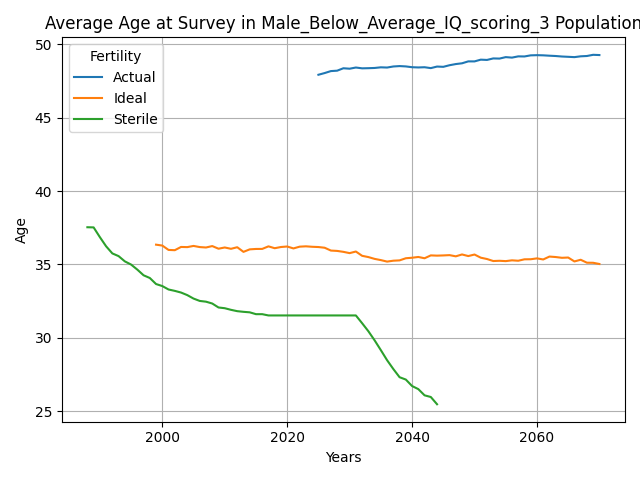 Average Age at Survey in Male_Below_Average_IQ_scoring_3 Population
Fertility
Actual
Ideal
Sterile
50
45
40
35
30
25
Age
2000
2020
2040
2060
Years